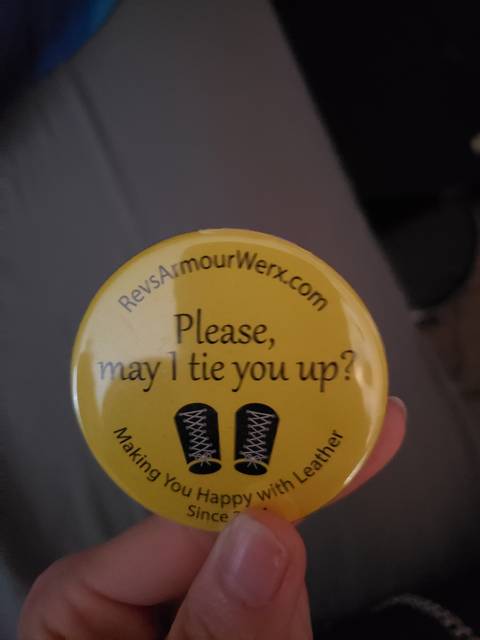 RevsArmourWerx.com
Please,
may I tie you up?
Making You Happy with Leather
Since